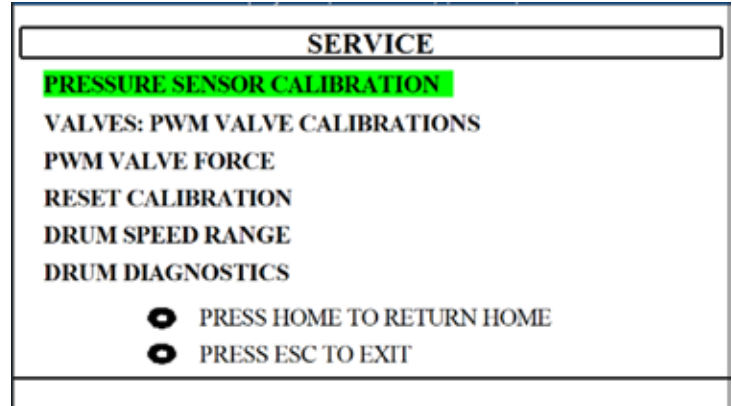 SERVICE
PRESSURE SENSOR CALIBRATION
VALVES: PWM VALVE CALIBRATIONS
PWM VALVE FORCE
RESET CALIBRATION
DRUM SPEED RANGE
DRUM DIAGNOSTICS
PRESS HOME TO RETURN HOME
PRESS ESC TO EXIT